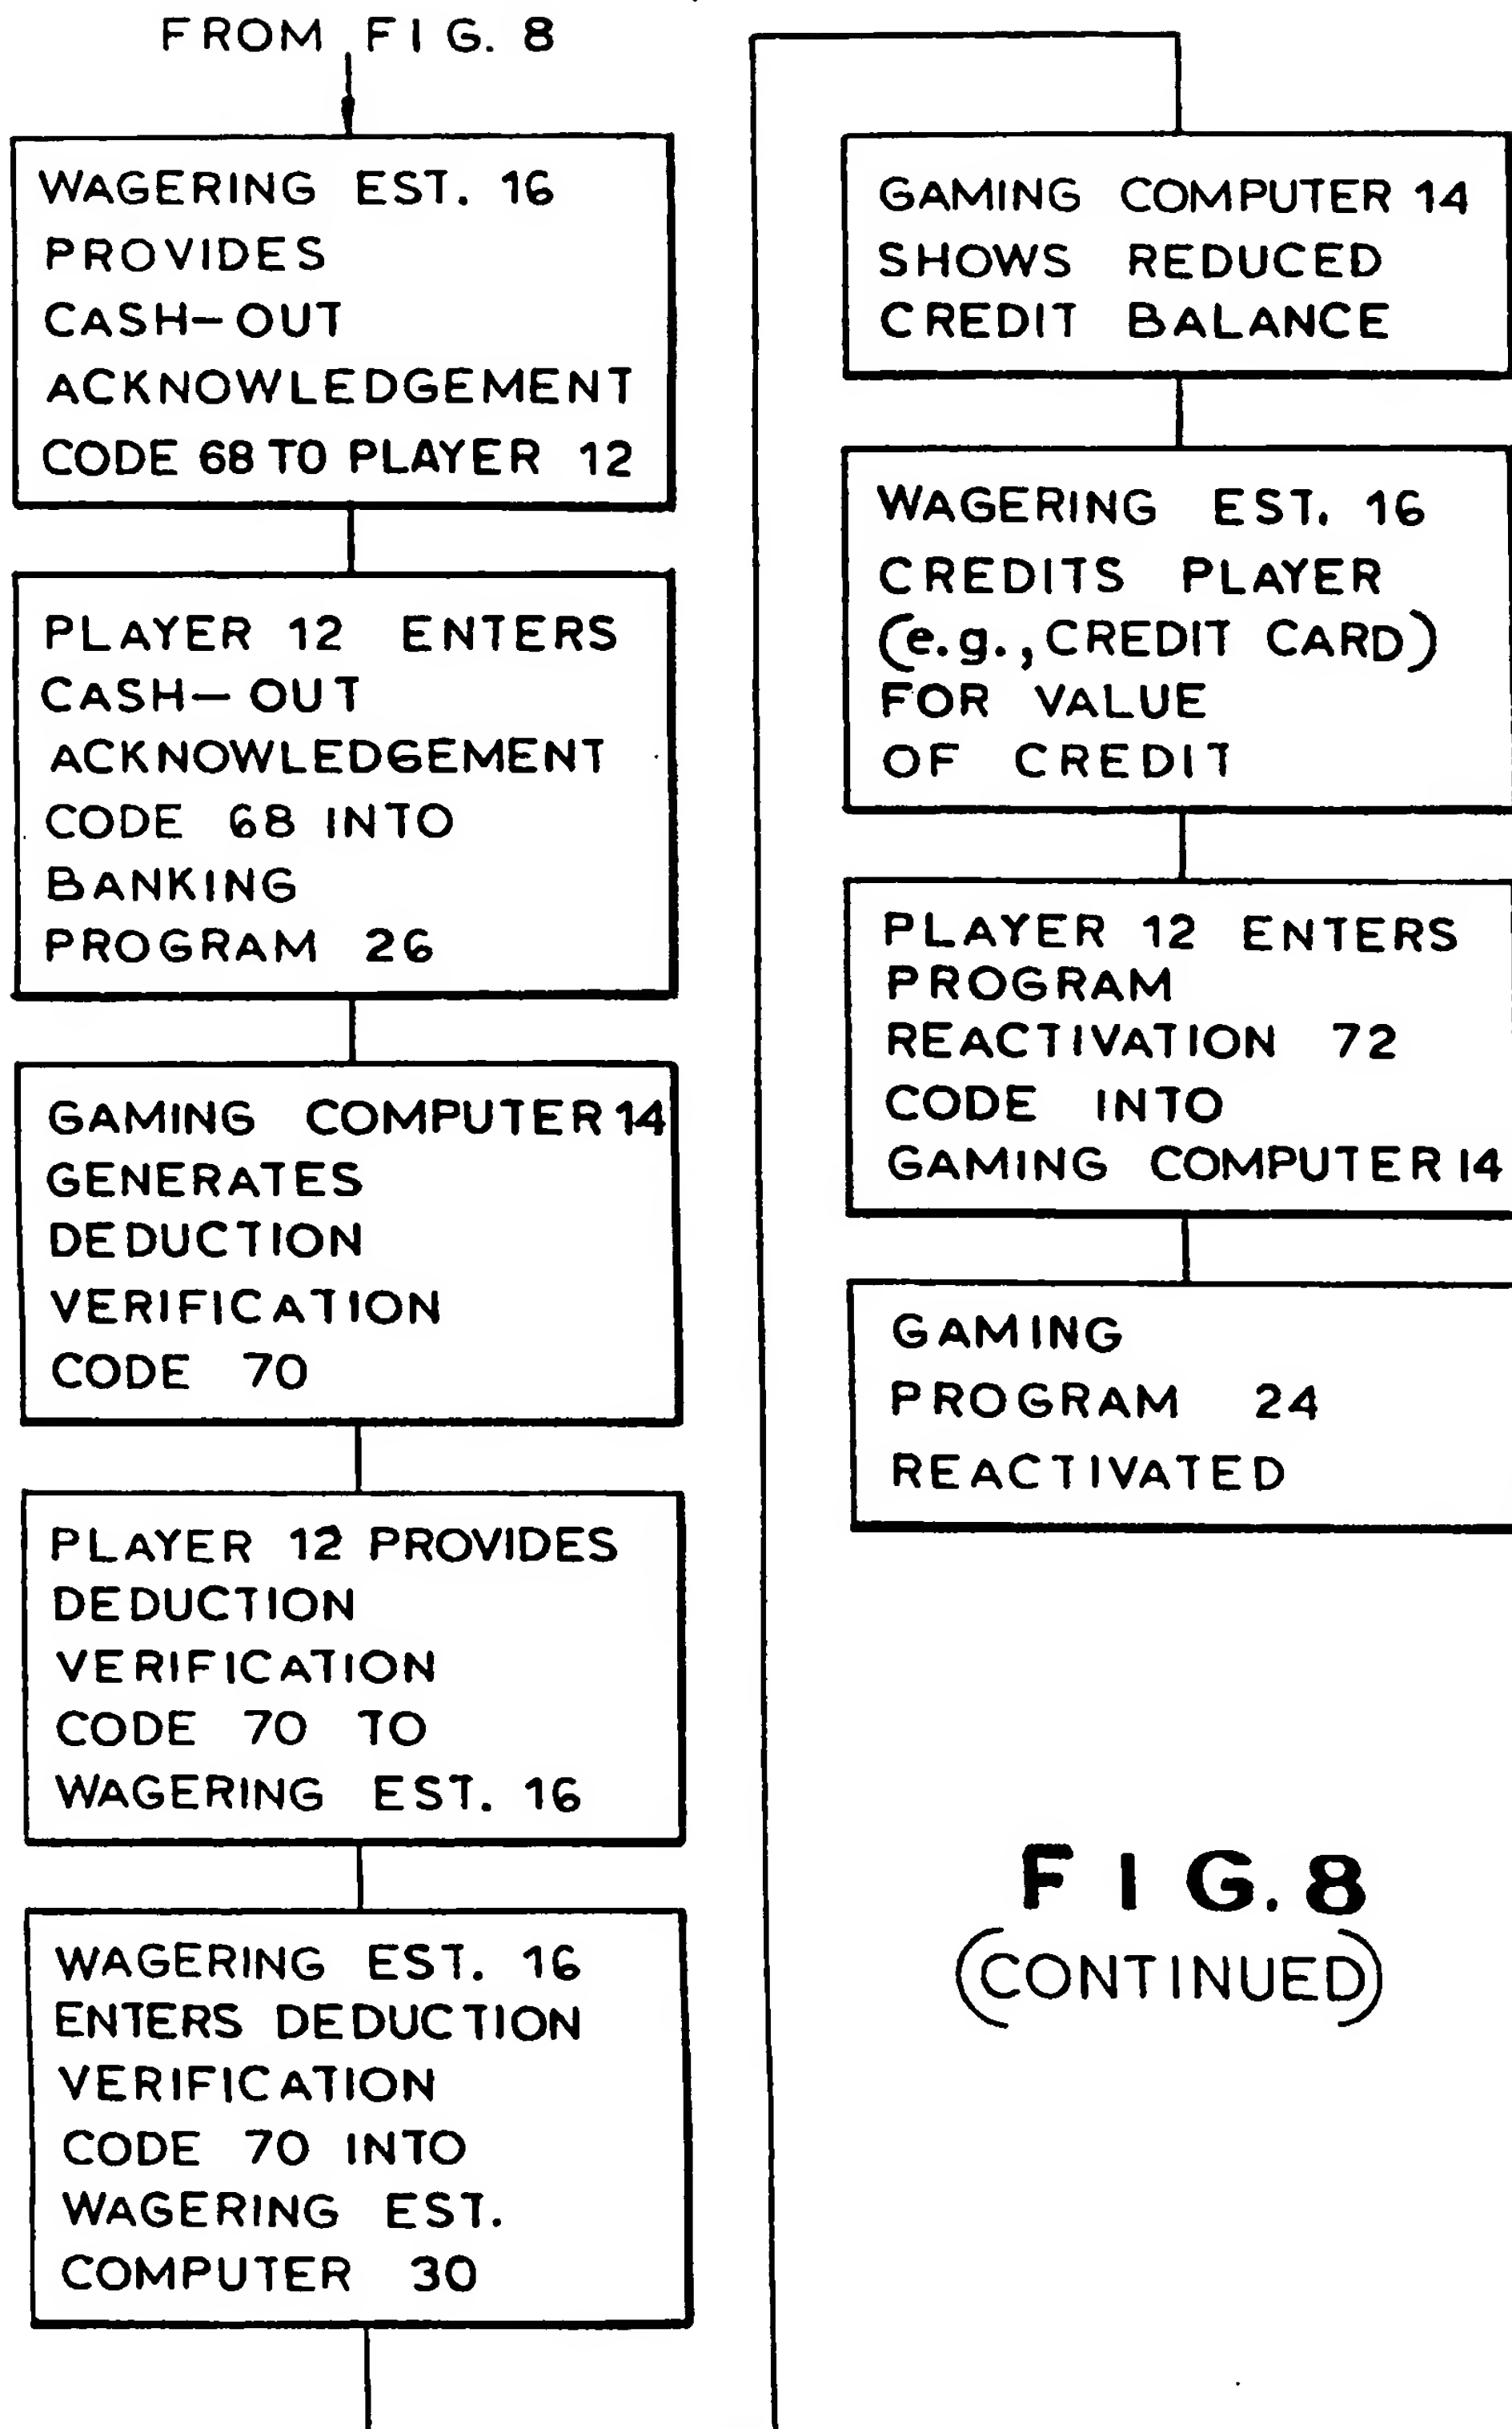 FROM FIG. 8
WAGERING EST. 16
PROVIDES
CASH-OUT
ACKNOWLEDGEMENT
CODE 68 TO PLAYER 12
PLAYER 12 ENTERS
CASH-OUT
ACKNOWLEDGEMENT
CODE 68 INTO
BANKING
PROGRAM 26
GAMING COMPUTER 14
GENERATES
DEDUCTION
VERIFICATION
CODE 70
PLAYER 12 PROVIDES
DEDUCTION
VERIFICATION
CODE 70 TO
WAGERING EST. 16
WAGERING EST. 16
ENTERS DEDUCTION
VERIFICATION
CODE 70 INTO
WAGERING EST.
COMPUTER 30
GAMING COMPUTER 14
SHOWS REDUCED
CREDIT BALANCE
WAGERING EST. 16
CREDITS PLAYER
(e.g., CREDIT CARD)
FOR VALUE
OF CREDIT
PLAYER 12 ENTERS
PROGRAM
REACTIVATION 72
CODE INTO
GAMING COMPUTER 14
GAMING
PROGRAM 24
REACTIVATED
FIG. 8
(CONTINUED)